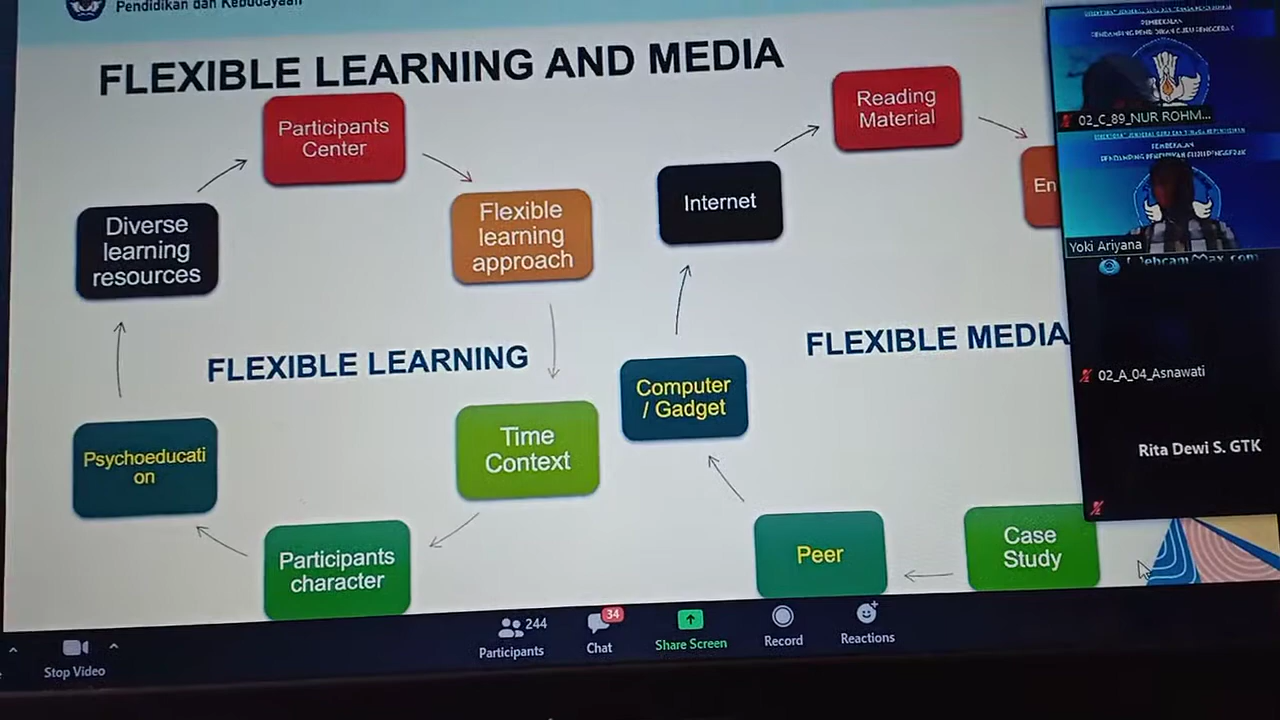 Pendidikan dan Kebudayaan
FLEXIBLE LEARNING AND MEDIA
Participants
Center
Flexible
learning
approach
Time
Context
Participants
character
Psychoeducati
on
Diverse
learning
resources
FLEXIBLE LEARNING
Reading
Material
En
Internet
Computer
/ Gadget
Peer
Case
Study
FLEXIBLE MEDIA
PEMBEKALAN
02_C_89_NUR ROHM...
PEMBEKALAN
Yoki Ariyana
02_A_04_Asnawati
Rita Dewi S. GTK
Stop Video
244
Participants
34
Chat
Share Screen
Record
Reactions